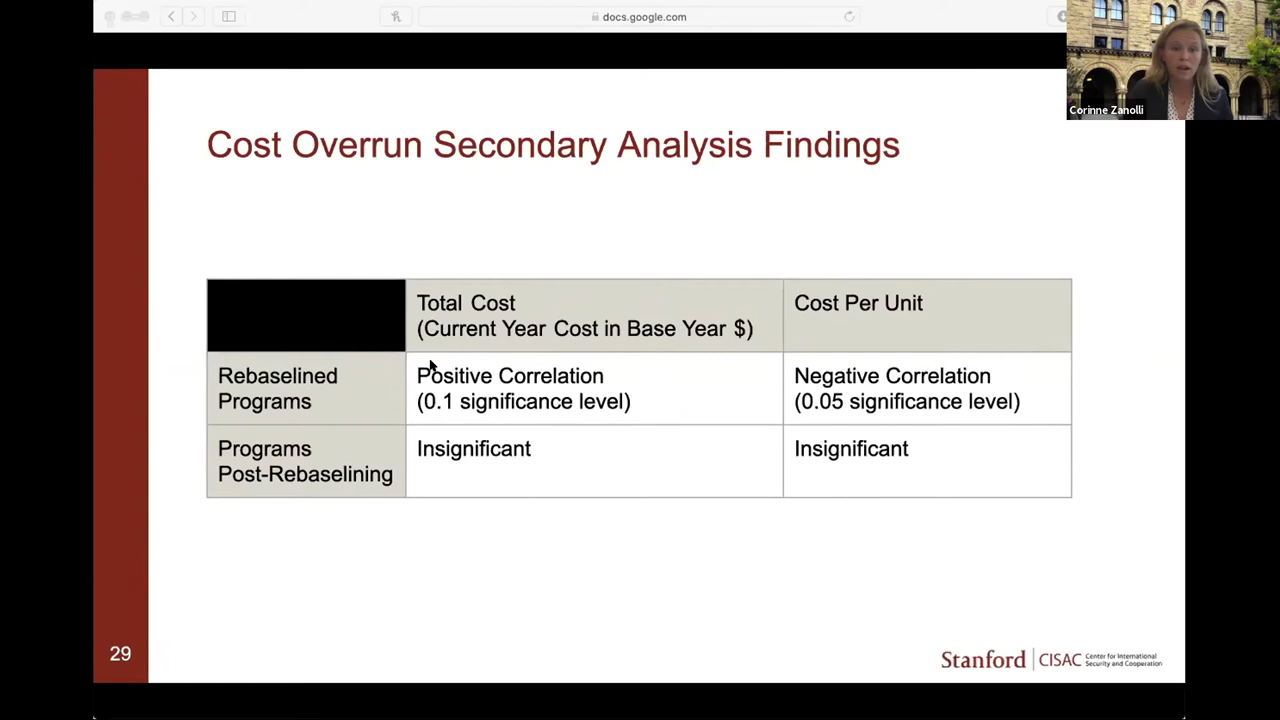 docs.google.com
Corinne Zanolli
Cost Overrun Secondary Analysis Findings
Total Cost
(Current Year Cost in Base Year $)
Cost Per Unit
Rebaselined
Programs
Positive Correlation
(0.1 significance level)
Negative Correlation
(0.05 significance level)
Programs
Post-Rebaselining
Insignificant
Insignificant
29
Stanford
CISAC
Center for International
Security and Cooperation